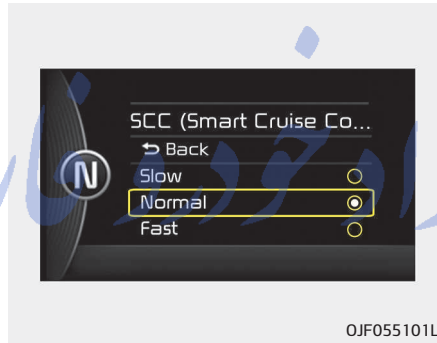 SCC (Smart Cruise Co...
Back
N
Slow
Normal
Fast
OJF055101L